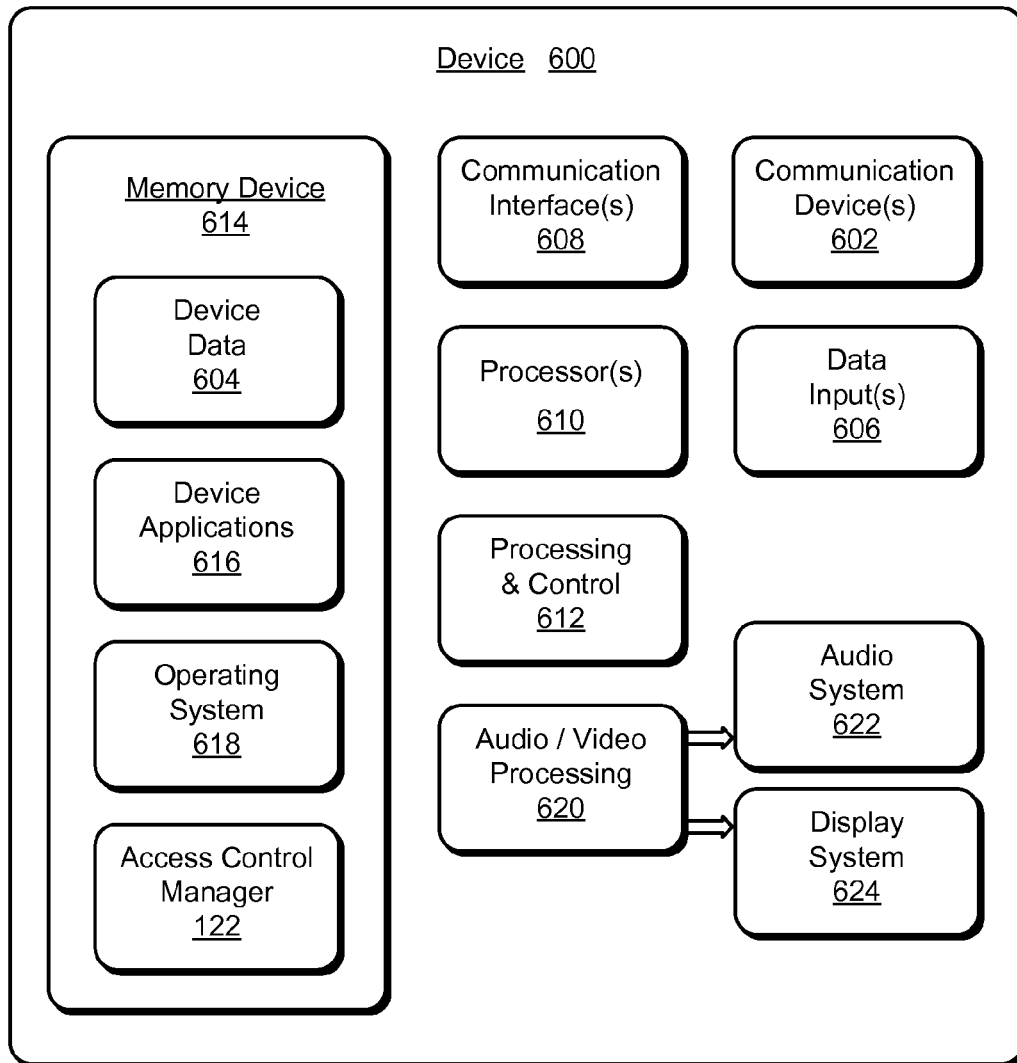 Device 600
Memory Device
614
Device
Data
604
Device
Applications
616
Operating
System
618
Access Control
Manager
122
Communication
Interface(s)
608
Communication
Device(s)
602
Processor(s)
610
Data
Input(s)
606
Processing
& Control
612
Audio / Video
Processing
620
Audio
System
622
Display
System
624